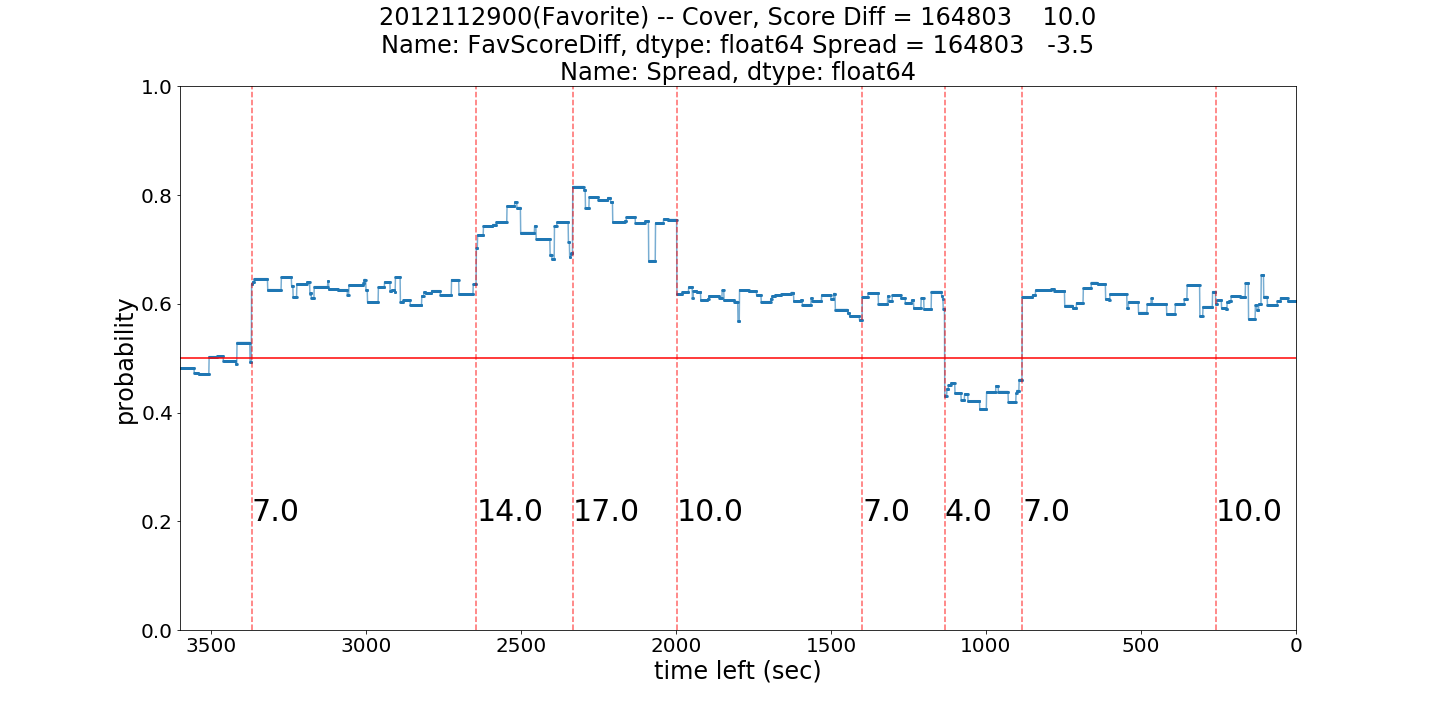 2012112900(Favorite) -- Cover, Score Diff = 164803    10.0
Name: FavScoreDiff, dtype: float64 Spread = 164803   -3.5
Name: Spread, dtype: float64
1.0
0.8
0.6
0.4
0.2
0.0
probability
7.0 14.0 17.0 10.0 7.0 4.0 7.0 10.0
3500 3000 2500 2000 1500 1000 500 0
time left (sec)